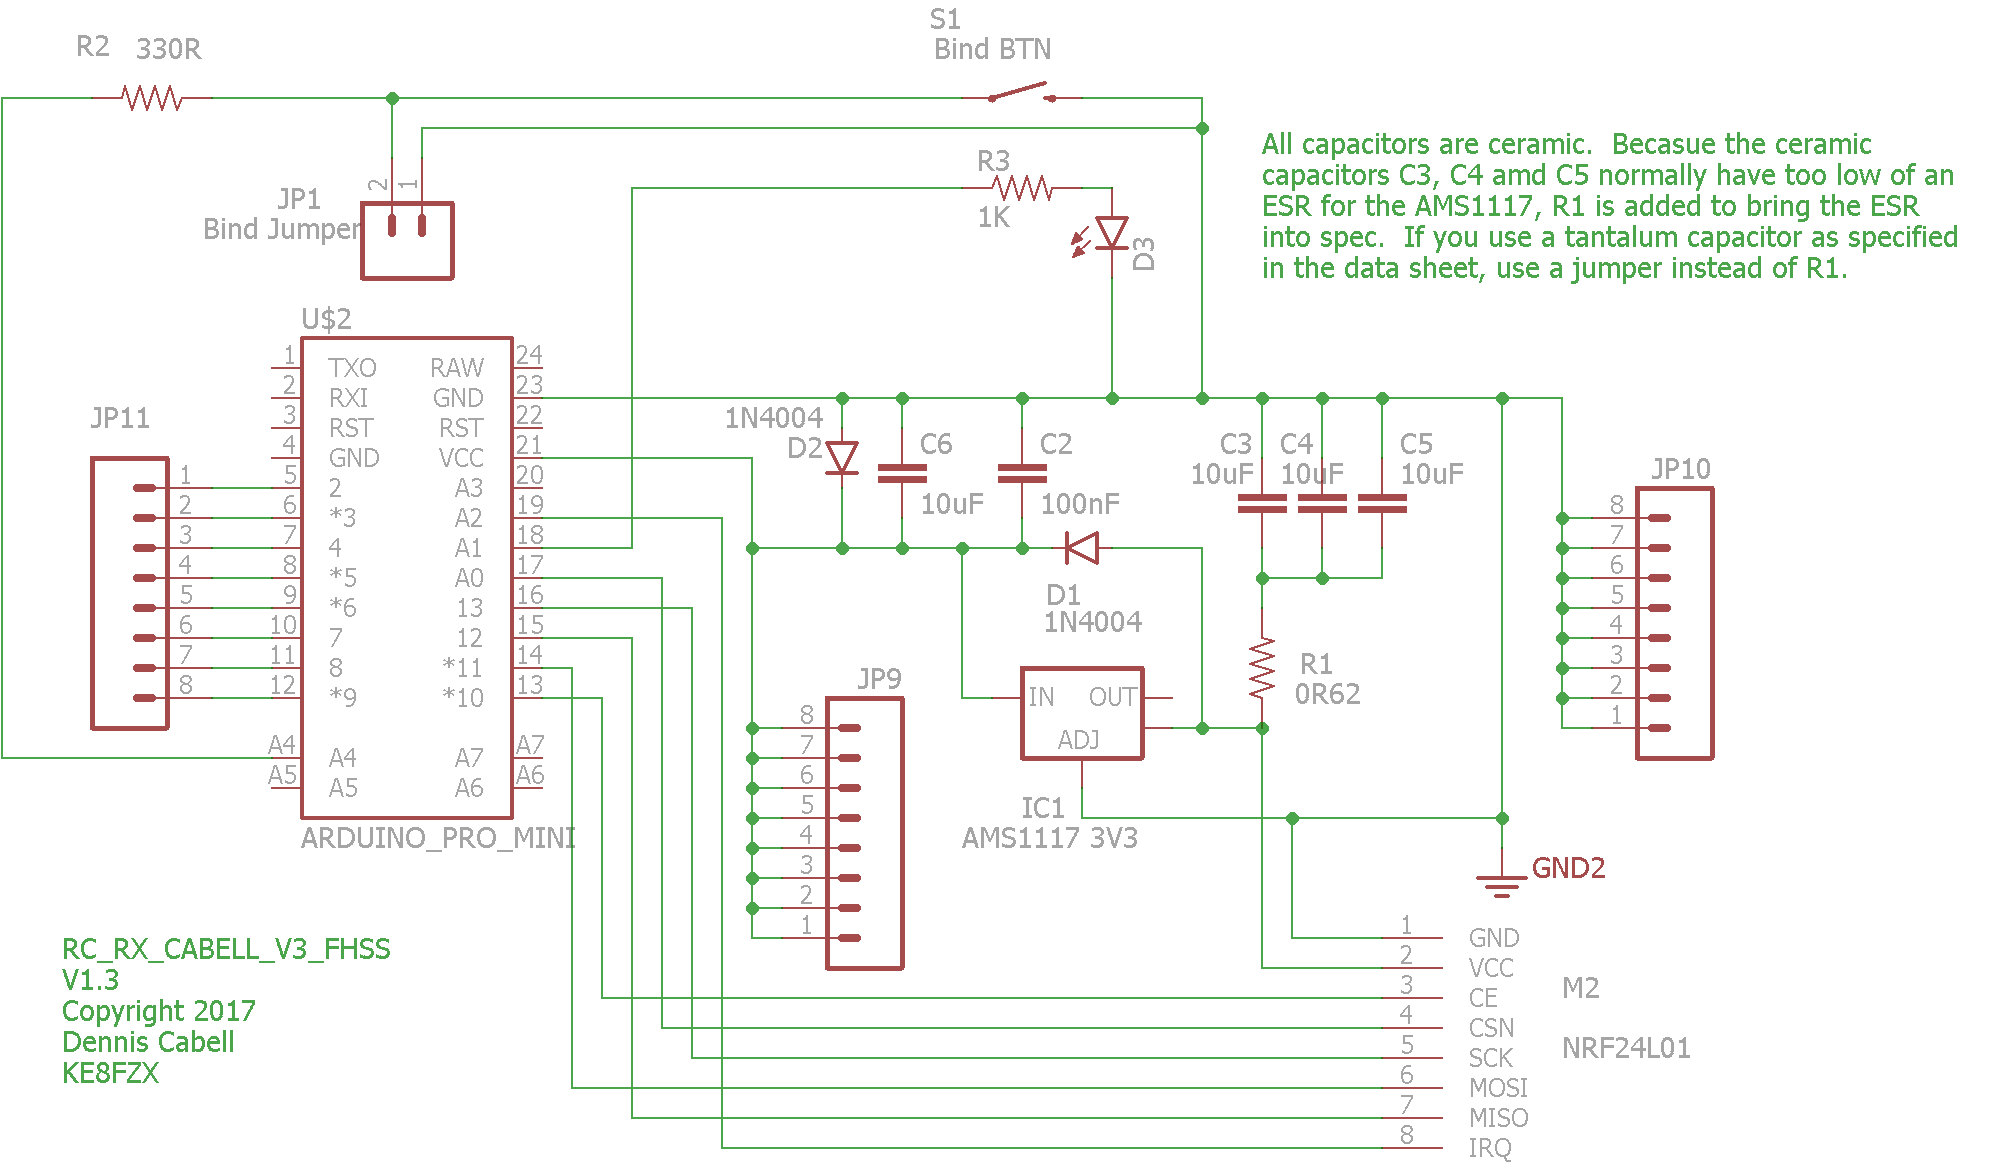 S1
Bind BTN
R2 330R
All capacitors are ceramic.  Becasue the ceramic
capacitors C3, C4 amd C5 normally have too low of an
ESR for the AMS1117, R1 is added to bring the ESR
into spec.  If you use a tantalum capacitor as specified
in the data sheet, use a jumper instead of R1.
R3
1K
D3
2 1
JP1
Bind Jumper
U$2
1 TXO RAW 24
2 RXI GND 23
3 RST RST 22
4 GND VCC 21
5 2 A3 20
6 *3 A2 19
7 4 A1 18
8 *5 A0 17
9 *6 13 16
10 7 12 15
11 8 *11 14
12 *9 *10 13
A4 A4 A7 A7
A5 A5 A6 A6
ARDUINO_PRO_MINI
JP11
1
2
3
4
5
6
7
8
1N4004
D2
C6
10uF
C2
100nF
C3
10uF
C4
10uF
C5
10uF
D1
1N4004
R1
0R62
JP10
8
7
6
5
4
3
2
1
JP9
8
7
6
5
4
3
2
1
IN OUT
ADJ
IC1
AMS1117 3V3
GND2
1 GND
2 VCC
3 CE
4 CSN
5 SCK
6 MOSI
7 MISO
8 IRQ
M2
NRF24L01
RC_RX_CABELL_V3_FHSS
V1.3
Copyright 2017
Dennis Cabell
KE8FZX